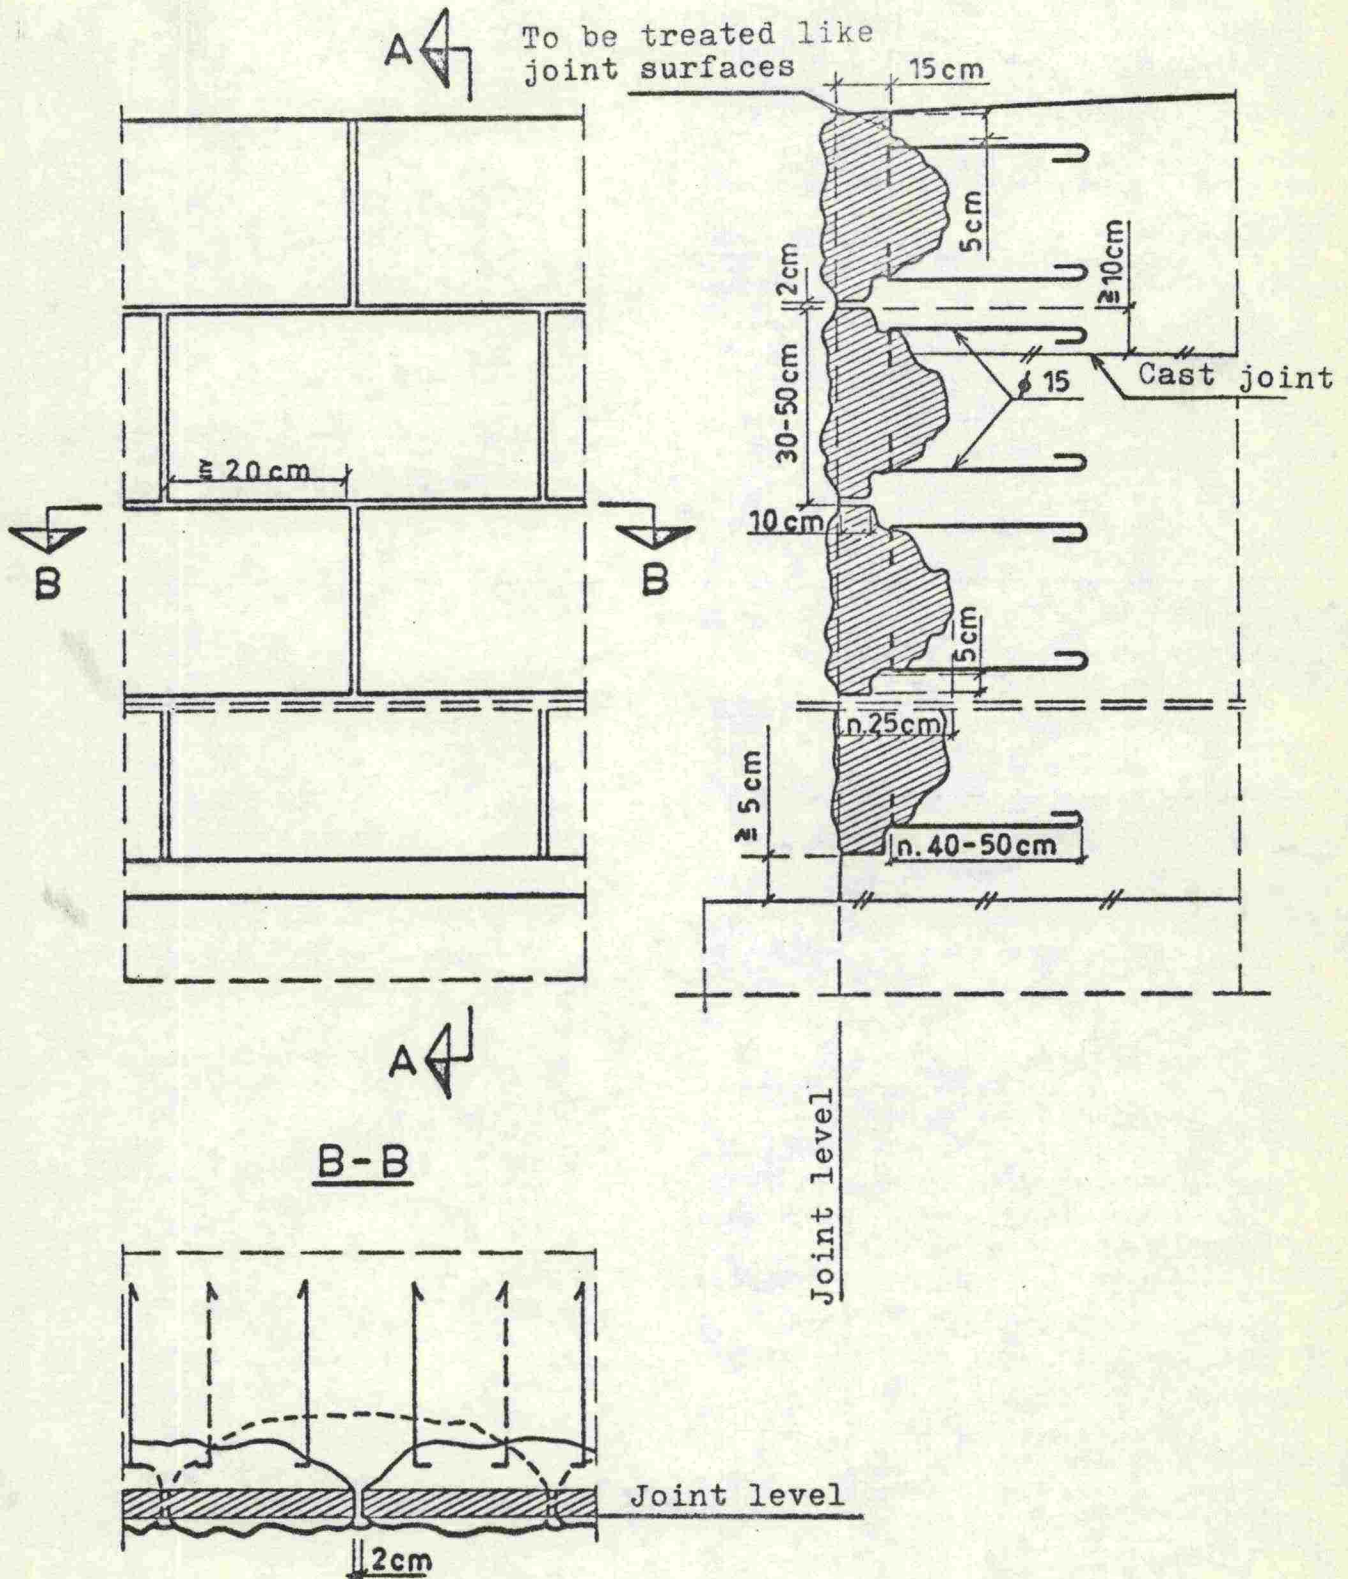 A
To be treated like
joint surfaces
15cm
5cm
2cm
≥10cm
30-50cm
Cast joint
ϕ 15
≥ 20cm
B
B
10cm
5cm
n.25cm
≥ 5cm
n. 40-50cm
A
Joint level
B-B
Joint level
2cm